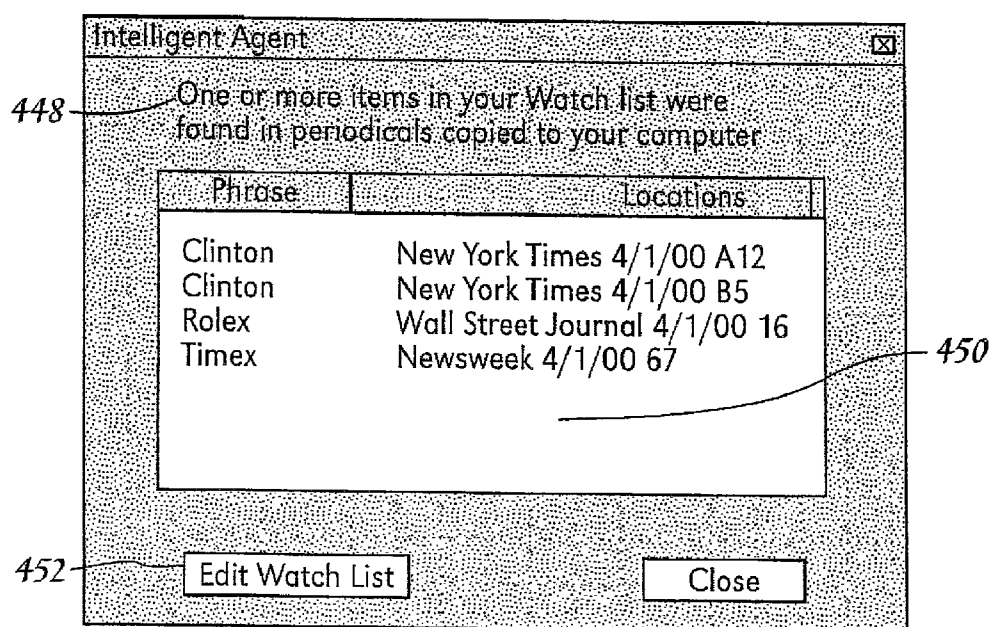 Intelligent Agent
448
One or more items in your Watch list were
found in periodicals copied to your computer
Phrase Locations
Clinton New York Times 4/1/00 A12
Clinton New York Times 4/1/00 B5
Rolex Wall Street Journal 4/1/00 16
Timex Newsweek 4/1/00 67
450
452
Edit Watch List Close